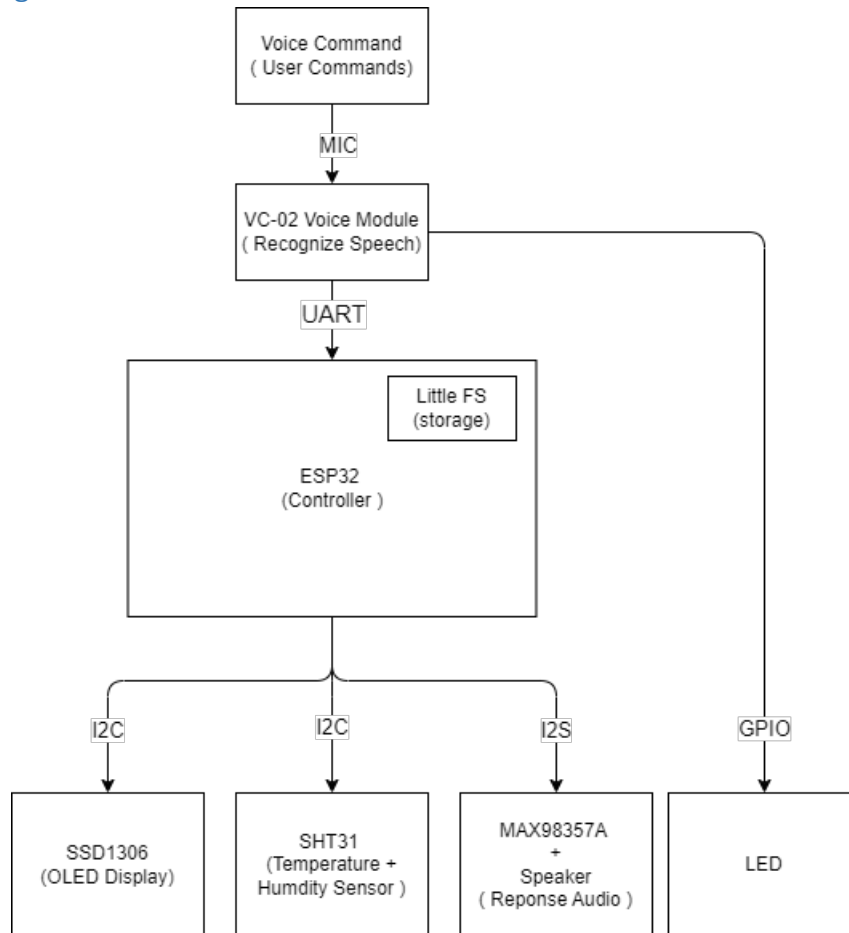 Voice Command
( User Commands)
MIC
VC-02 Voice Module
( Recognize Speech)
UART
Little FS
(storage)
ESP32
(Controller )
I2C
I2C
I2S
GPIO
SSD1306
(OLED Display)
SHT31
(Temperature +
Humdity Sensor )
MAX98357A
+
Speaker
( Reponse Audio )
LED